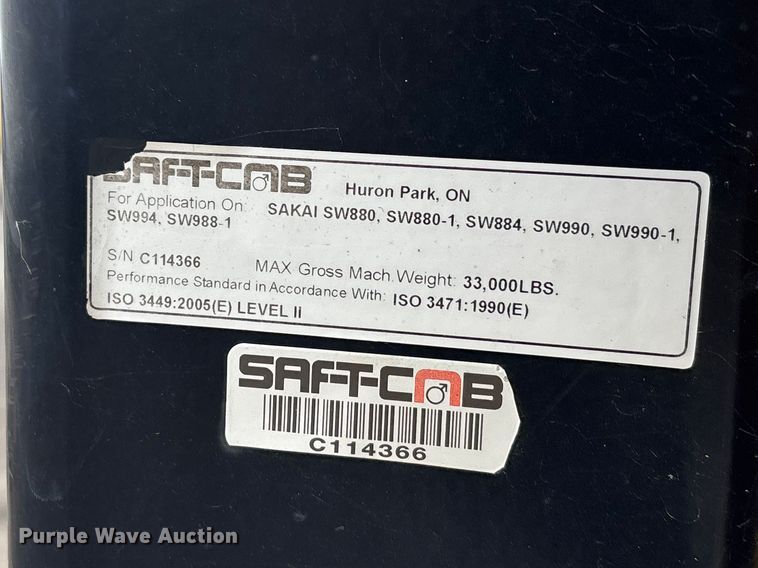 SAFT-CAB Huron Park, ON
For Application On: SAKAI SW880, SW880-1, SW884, SW990, SW990-1,
SW994, SW988-1
S/N C114366 MAX Gross Mach. Weight: 33,000LBS.
Performance Standard in Accordance With: ISO 3471:1990(E)
ISO 3449:2005(E) LEVEL Ii
SAFT-CAB
C114366
Purple Wave Auction